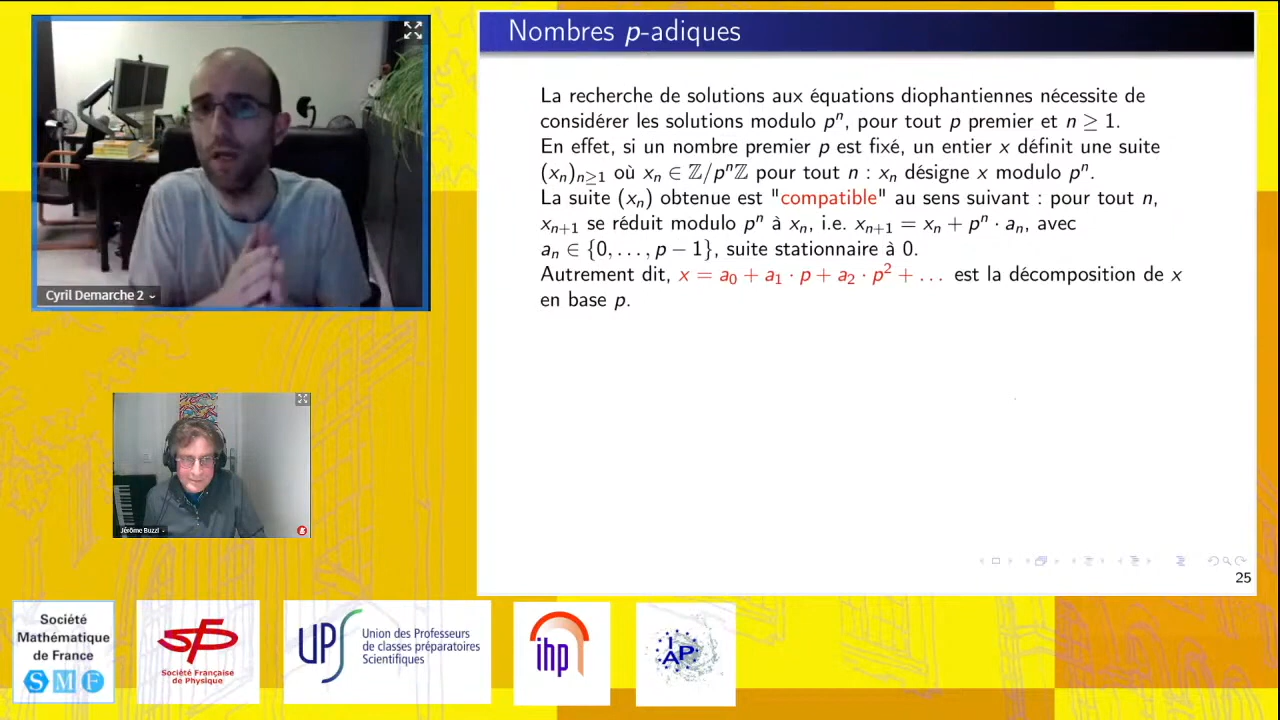 Nombres p-adiques
La recherche de solutions aux équations diophantiennes nécessite de
considérer les solutions modulo pⁿ, pour tout p premier et n ≥ 1.
En effet, si un nombre premier p est fixé, un entier x définit une suite
(xₙ)ₙ≥₁ où xₙ ∈ ℤ/pⁿℤ pour tout n : xₙ désigne x modulo pⁿ.
La suite (xₙ) obtenue est "compatible" au sens suivant : pour tout n,
xₙ₊₁ se réduit modulo pⁿ à xₙ, i.e. xₙ₊₁ = xₙ + pⁿ · aₙ, avec
aₙ ∈ {0, . . . , p − 1}, suite stationnaire à 0.
Autrement dit, x = a₀ + a₁ · p + a₂ · p² + . . . est la décomposition de x
en base p.
25
Cyril Demarche 2
Jérôme Buzzi
Société
Mathématique
de France
S M F
sfp
Société Française
de Physique
UPS
Union des Professeurs
de classes préparatoires
Scientifiques
ihp
IAP